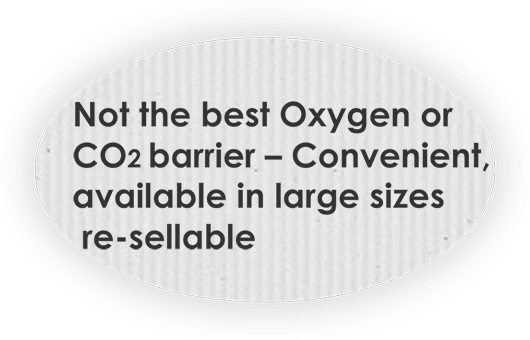 Not the best Oxygen or
CO2 barrier – Convenient,
available in large sizes
re-sellable